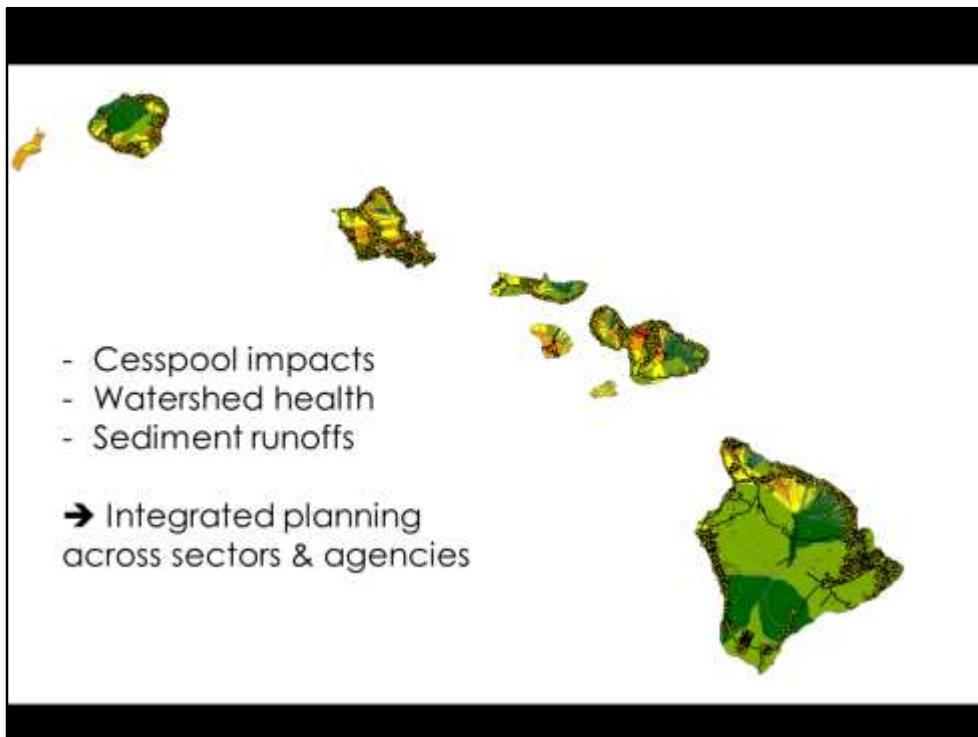 - Cesspool impacts
- Watershed health
- Sediment runoffs
➔ Integrated planning
across sectors & agencies